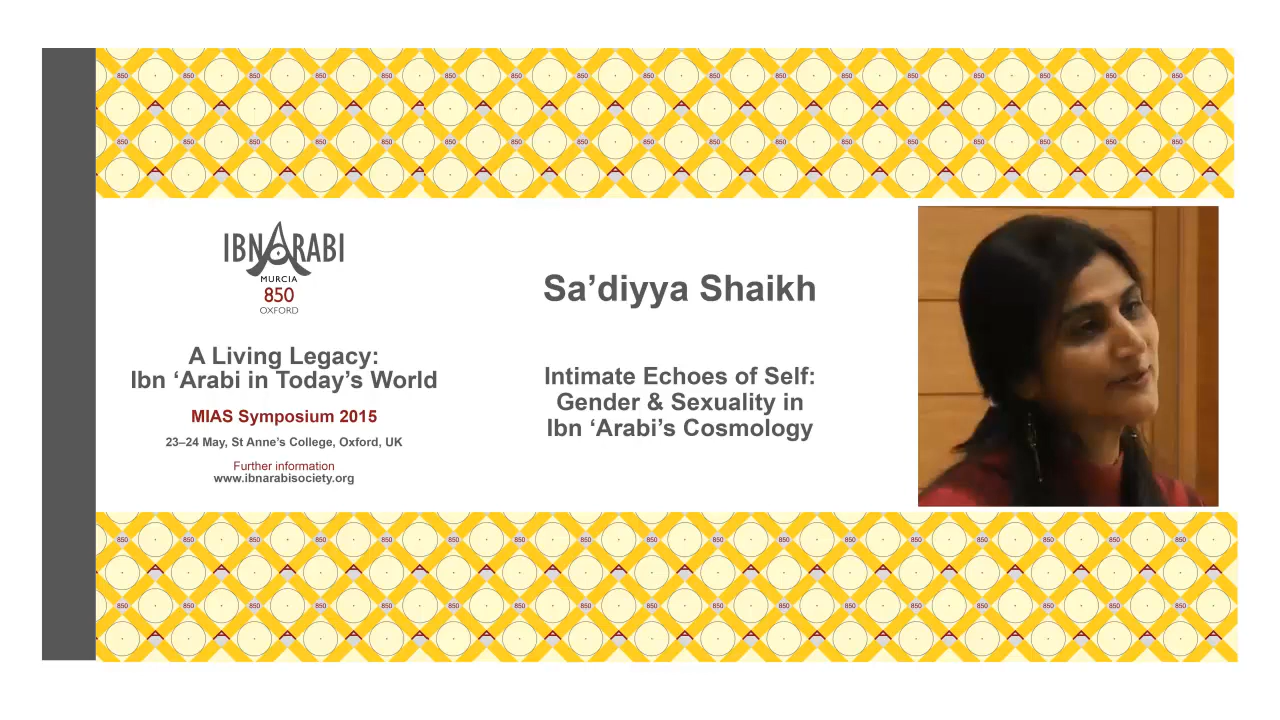 IBN ARABI
MURCIA
850
OXFORD
A Living Legacy:
Ibn ‘Arabi in Today’s World
MIAS Symposium 2015
23–24 May, St Anne’s College, Oxford, UK
Further information
www.ibnarabisociety.org
Sa’diyya Shaikh
Intimate Echoes of Self:
Gender & Sexuality in
Ibn ‘Arabi’s Cosmology